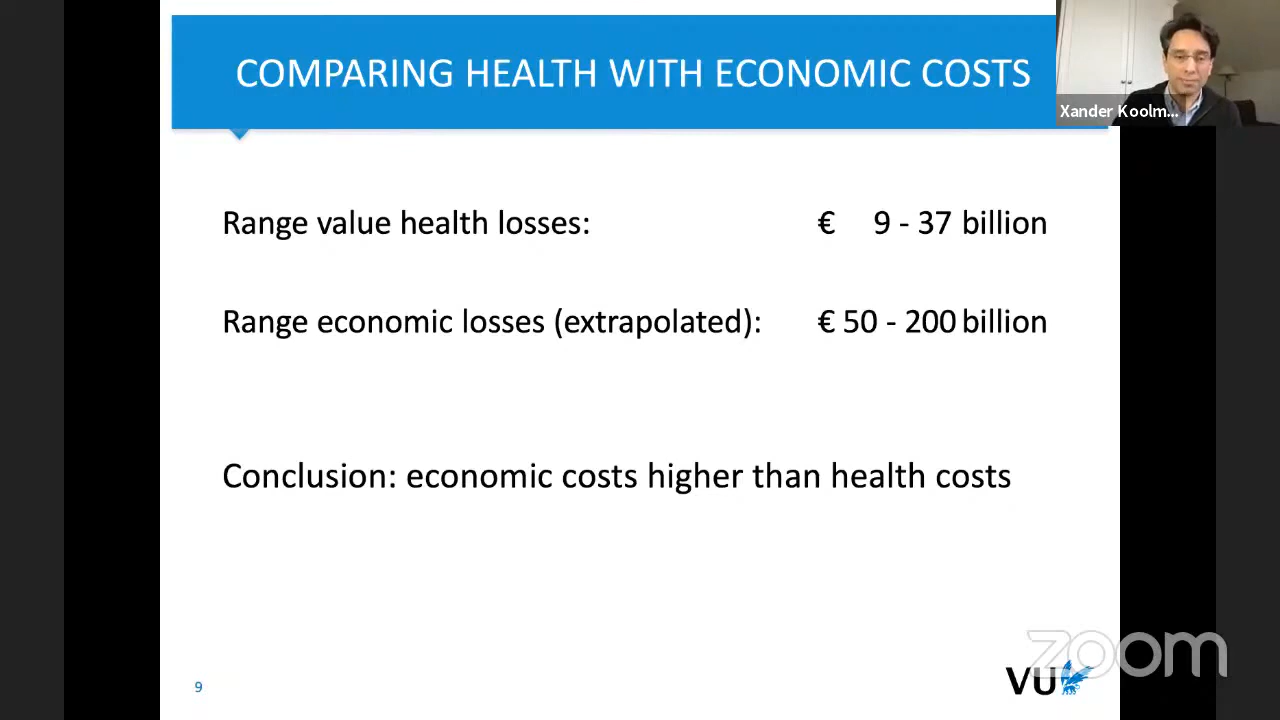 COMPARING HEALTH WITH ECONOMIC COSTS
Xander Koolm...
Range value health losses: € 9 - 37 billion
Range economic losses (extrapolated): € 50 - 200 billion
Conclusion: economic costs higher than health costs
zoom
9
VU